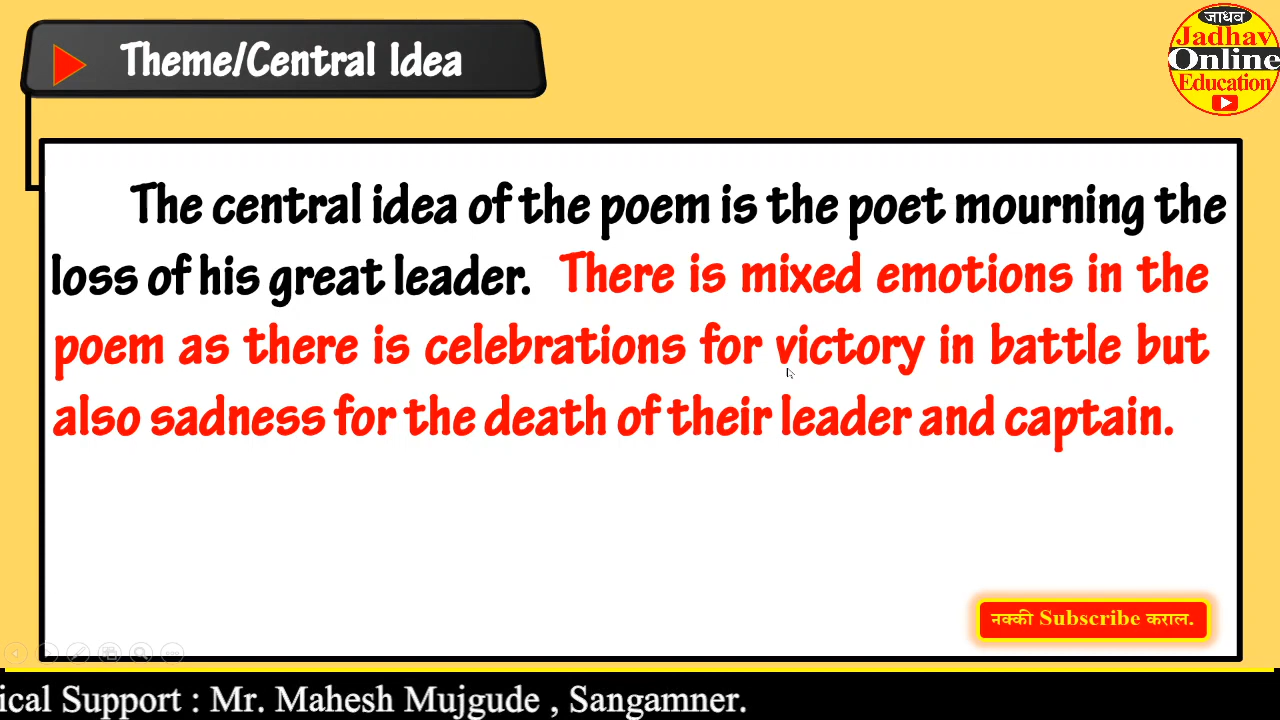 Theme/Central Idea
जाधव
Jadhav
Online
Education
The central idea of the poem is the poet mourning the
loss of his great leader. There is mixed emotions in the
poem as there is celebrations for victory in battle but
also sadness for the death of their leader and captain.
नक्की Subscribe कराल.
ical Support : Mr. Mahesh Mujgude , Sangamner.